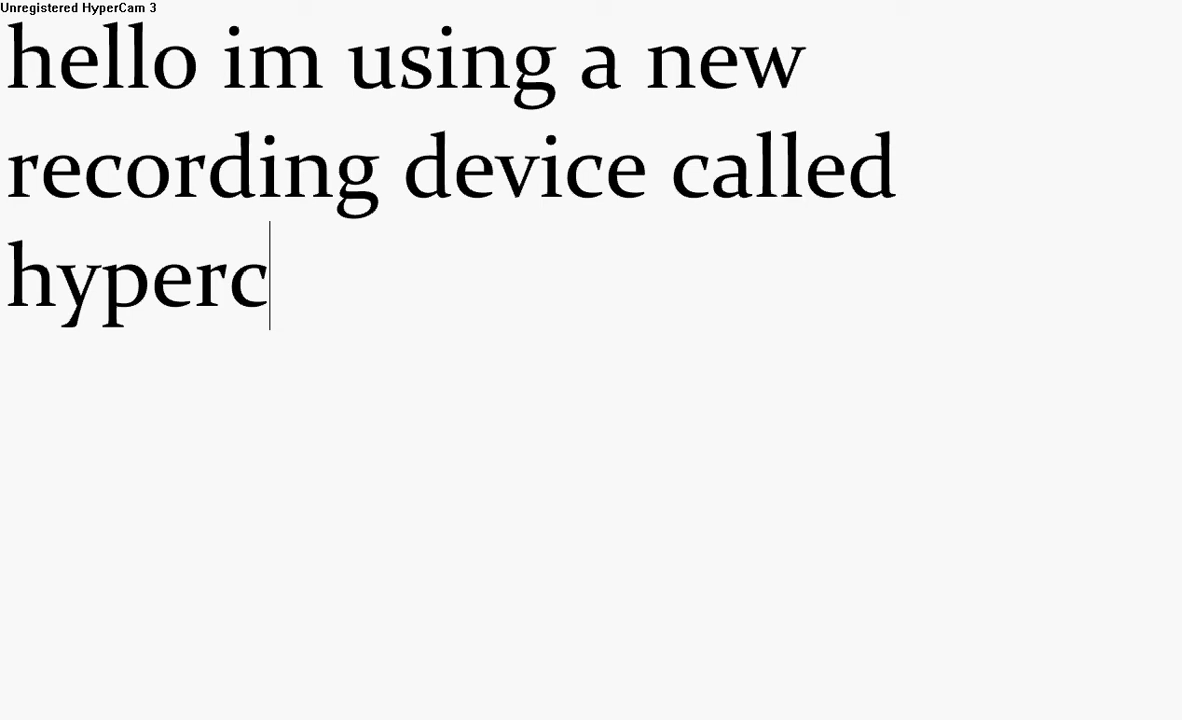 Unregistered HyperCam 3
hello im using a new
recording device called
hyperc